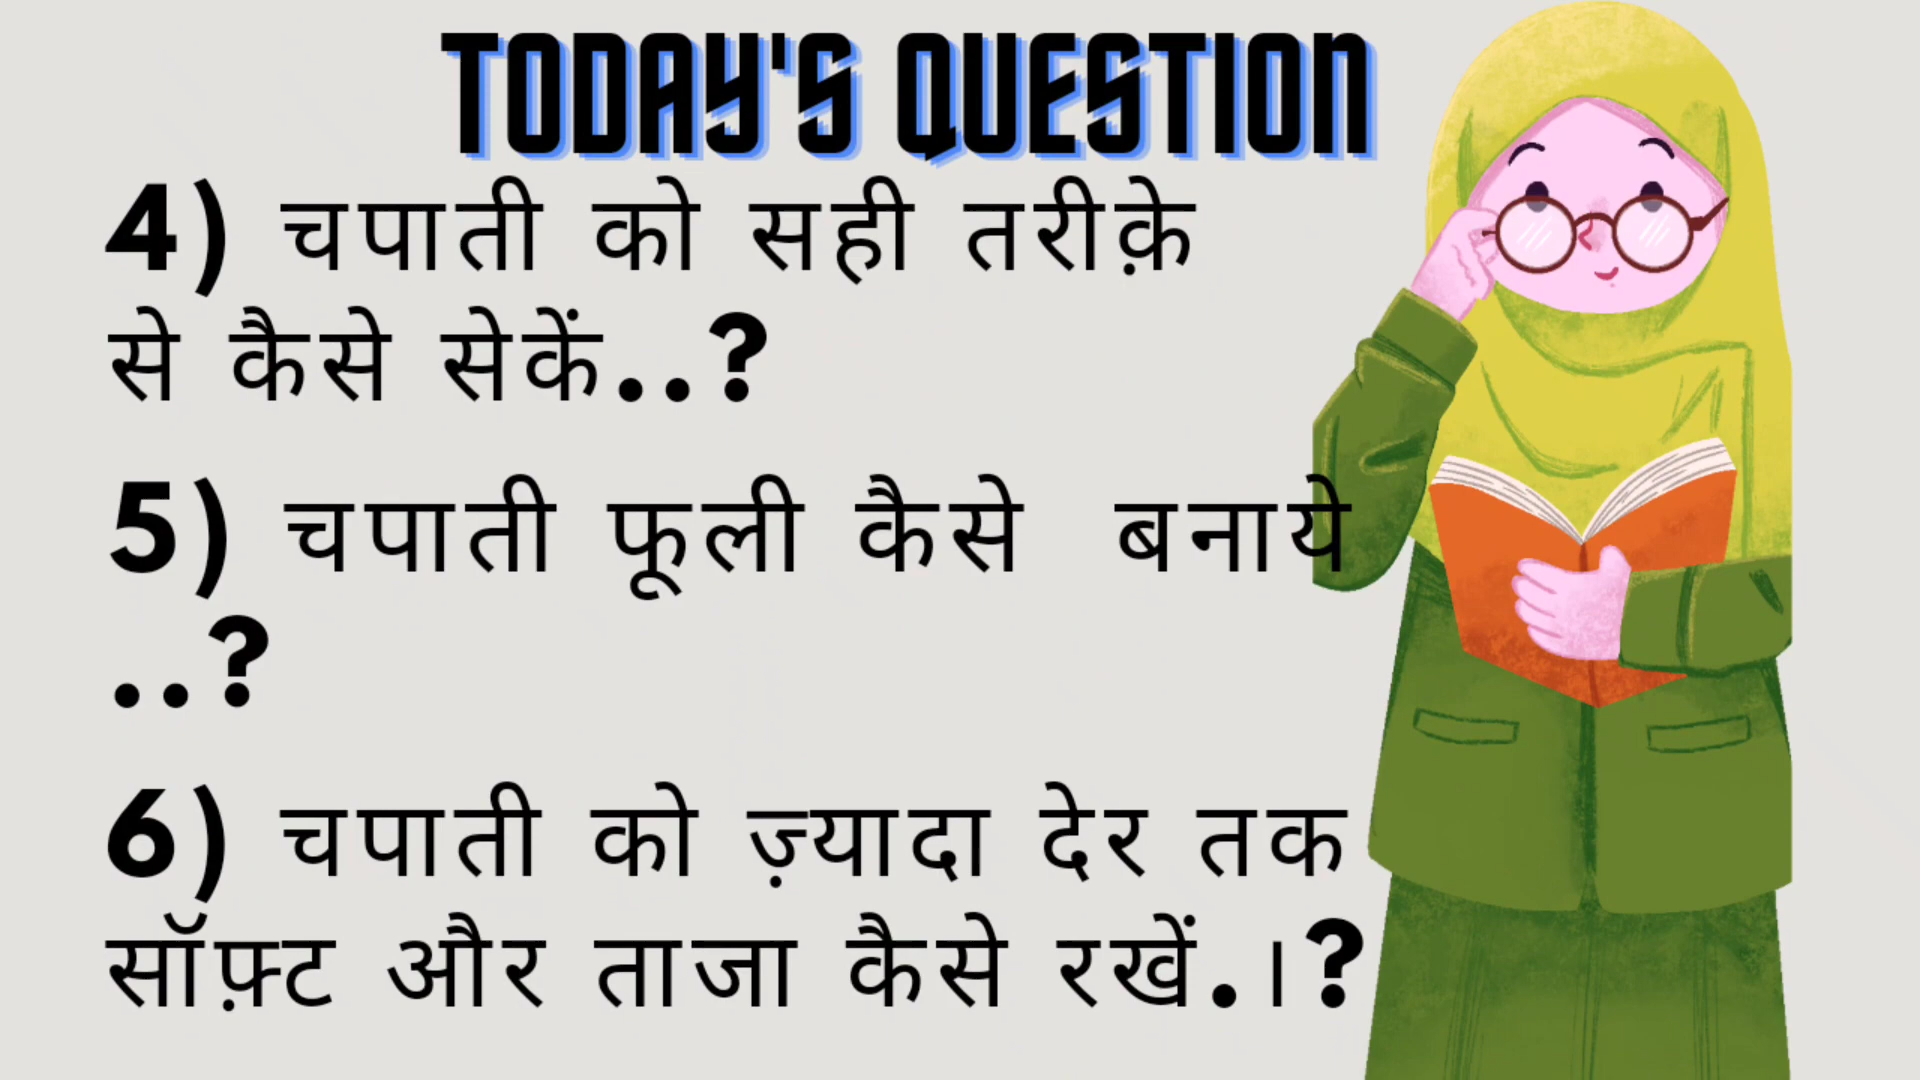 TODAY'S QUESTION
4) चपाती को सही तरीक़े
से कैसे सेकें..?
5) चपाती फूली कैसे बनाये
..?
6) चपाती को ज़्यादा देर तक
सॉफ़्ट और ताजा कैसे रखें.।?